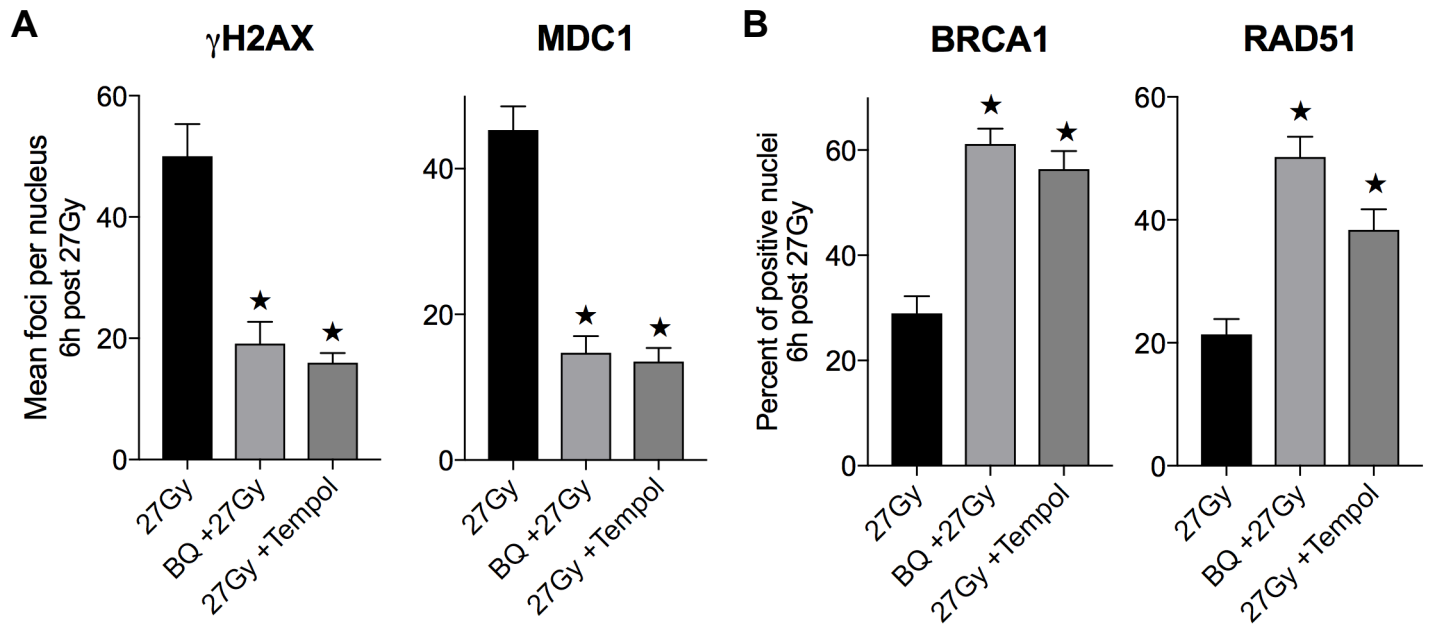 A
γH2AX
MDC1
Mean foci per nucleus
6h post 27Gy
60
40
20
0
27Gy
BQ +27Gy
27Gy +Tempol
40
20
0
27Gy
BQ +27Gy
27Gy +Tempol
B
BRCA1
RAD51
Percent of positive nuclei
6h post 27Gy
60
40
20
0
27Gy
BQ +27Gy
27Gy +Tempol
60
40
20
0
27Gy
BQ +27Gy
27Gy +Tempol